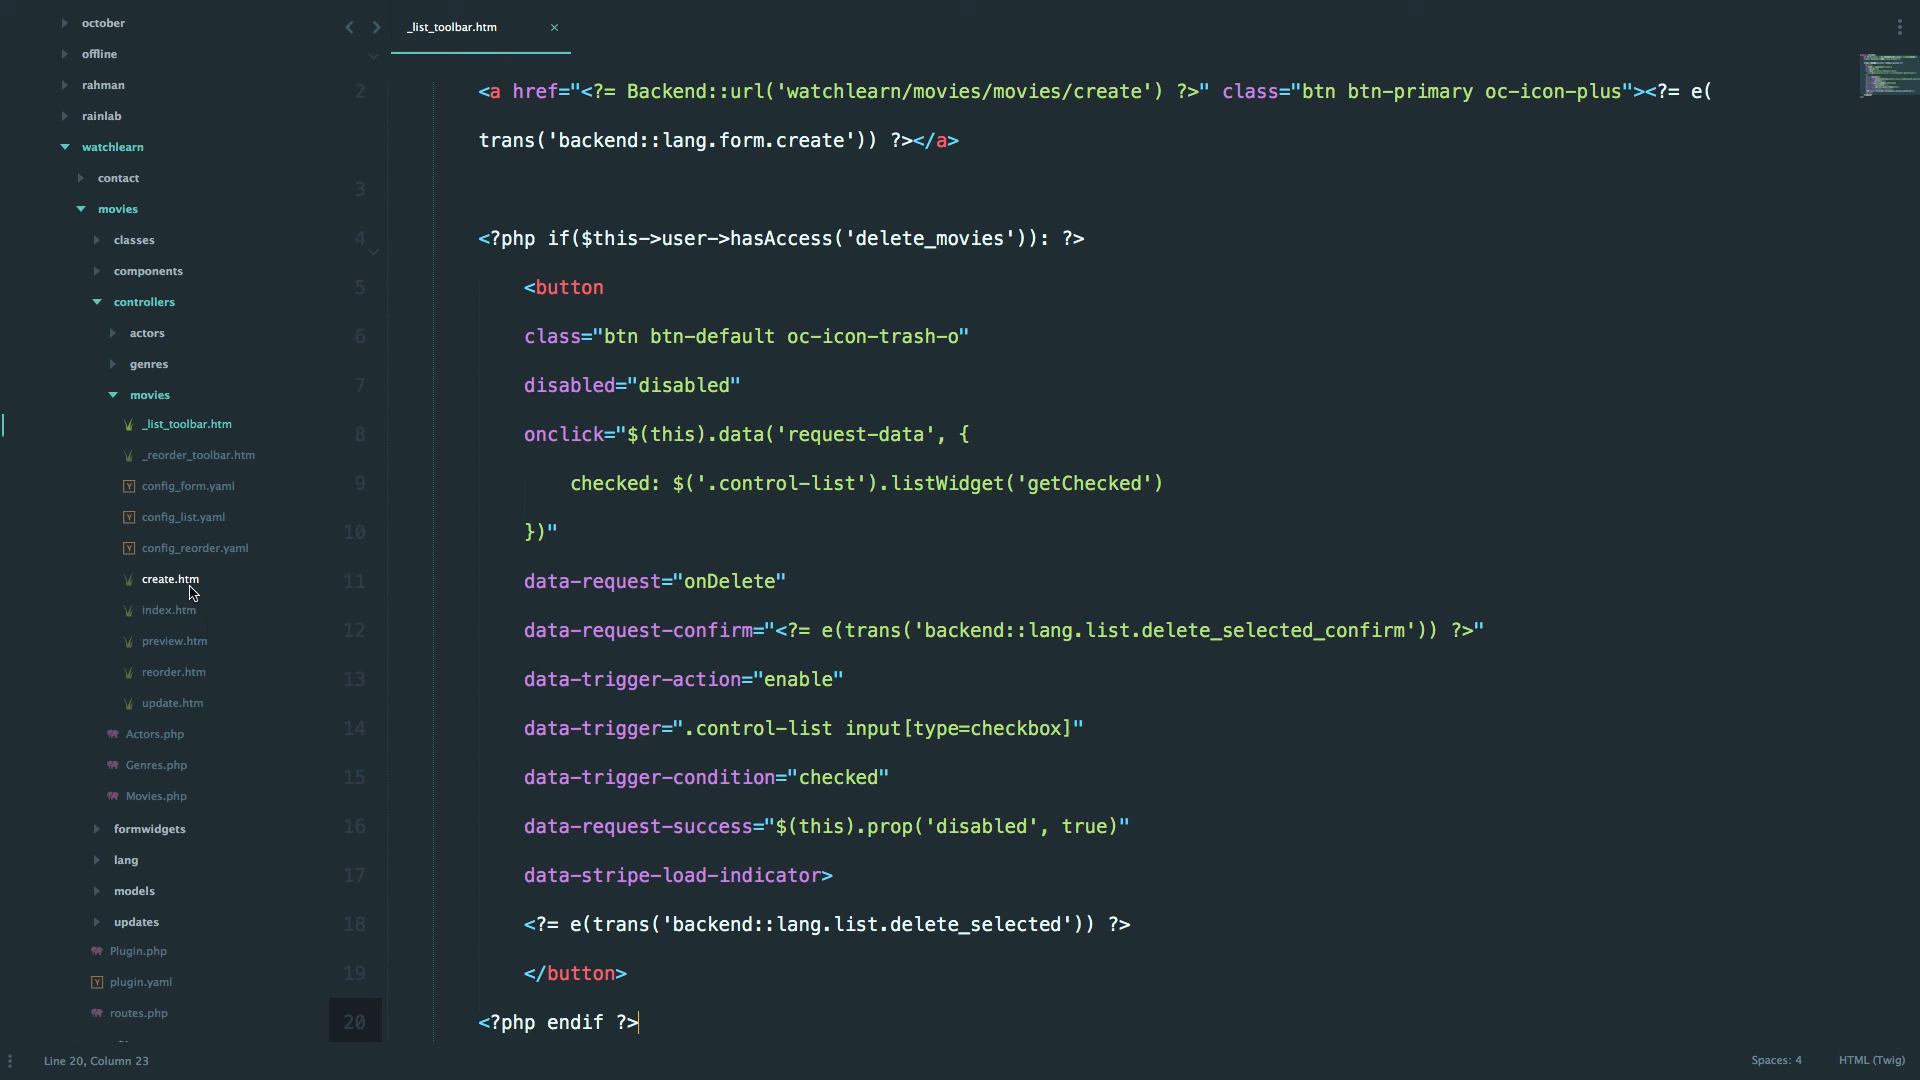 october
offline
rahman
rainlab
watchlearn
contact
movies
classes
components
controllers
actors
genres
movies
_list_toolbar.htm
_reorder_toolbar.htm
config_form.yaml
config_list.yaml
config_reorder.yaml
create.htm
index.htm
preview.htm
reorder.htm
update.htm
Actors.php
Genres.php
Movies.php
formwidgets
lang
models
updates
Plugin.php
plugin.yaml
routes.php
_list_toolbar.htm ×
2 <a href="<?= Backend::url('watchlearn/movies/movies/create') ?>" class="btn btn-primary oc-icon-plus"><?= e(
trans('backend::lang.form.create')) ?></a>
3
4 <?php if($this->user->hasAccess('delete_movies')): ?>
5 <button
6 class="btn btn-default oc-icon-trash-o"
7 disabled="disabled"
8 onclick="$(this).data('request-data', {
9 checked: $('.control-list').listWidget('getChecked')
10 })"
11 data-request="onDelete"
12 data-request-confirm="<?= e(trans('backend::lang.list.delete_selected_confirm')) ?>"
13 data-trigger-action="enable"
14 data-trigger=".control-list input[type=checkbox]"
15 data-trigger-condition="checked"
16 data-request-success="$(this).prop('disabled', true)"
17 data-stripe-load-indicator>
18 <?= e(trans('backend::lang.list.delete_selected')) ?>
19 </button>
20 <?php endif ?>
Line 20, Column 23
Spaces: 4
HTML (Twig)